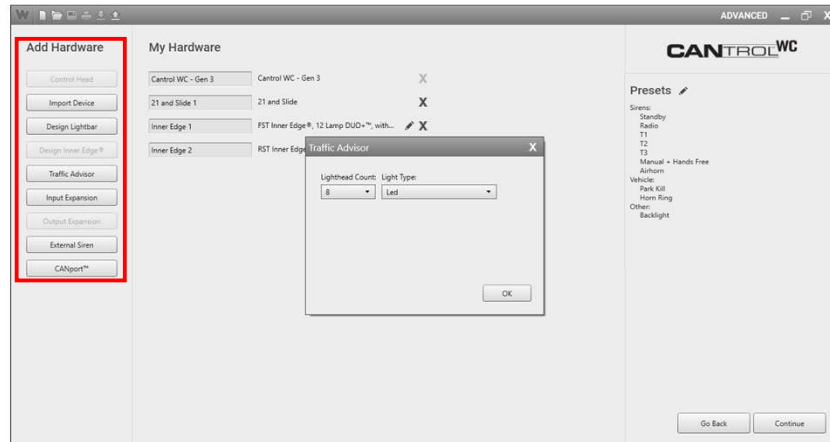 W
ADVANCED
X
Add Hardware
Control Head
Import Device
Design Lightbar
Design Inner Edge®
Traffic Advisor
Input Expansion
Output Expansion
External Siren
CANport™
My Hardware
Cantrol WC - Gen 3 Cantrol WC - Gen 3 X
21 and Slide 1 21 and Slide X
Inner Edge 1 FST Inner Edge®, 12 Lamp DUO+™, with... X
Inner Edge 2 RST Inner Edge
Traffic Advisor X
Lighthead Count: Light Type:
8 Led
OK
CANTROL WC
Presets
Sirens:
Standby
Radio
T1
T2
T3
Manual + Hands Free
Airhorn
Vehicle:
Park Kill
Horn Ring
Other:
Backlight
Go Back Continue